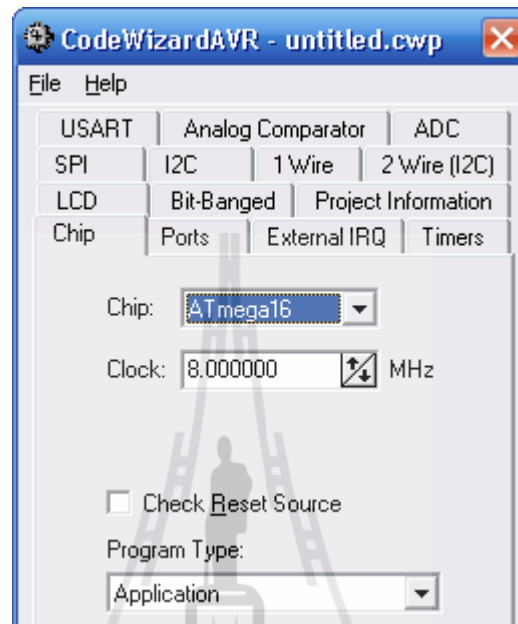 CodeWizardAVR - untitled.cwp
File Help
USART Analog Comparator ADC
SPI I2C 1 Wire 2 Wire (I2C)
LCD Bit-Banged Project Information
Chip Ports External IRQ Timers
Chip: ATmega16
Clock: 8.000000 MHz
Check Reset Source
Program Type:
Application